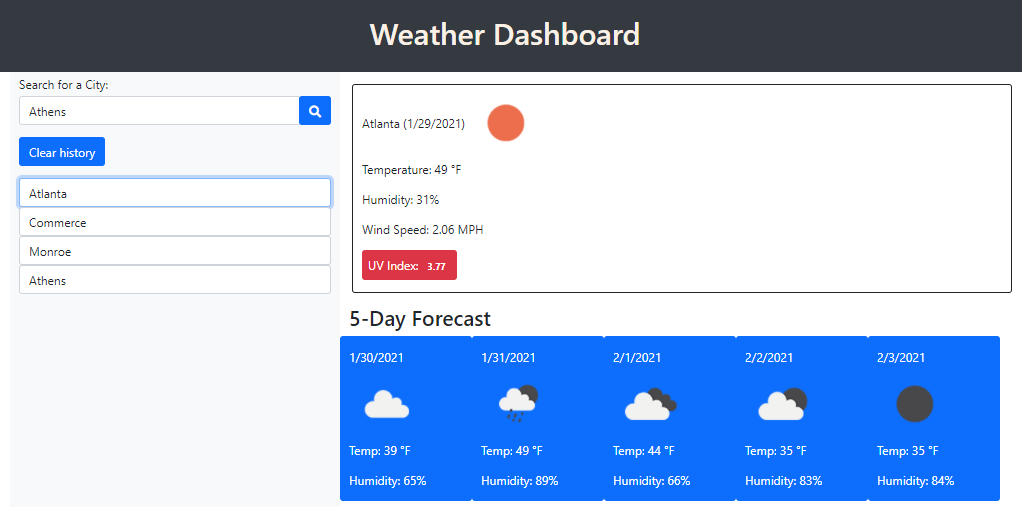 Weather Dashboard
Search for a City:
Athens
Clear history
Atlanta
Commerce
Monroe
Athens
Atlanta (1/29/2021)
Temperature: 49 °F
Humidity: 31%
Wind Speed: 2.06 MPH
UV Index: 3.77
5-Day Forecast
1/30/2021
Temp: 39 °F
Humidity: 65%
1/31/2021
Temp: 49 °F
Humidity: 89%
2/1/2021
Temp: 44 °F
Humidity: 66%
2/2/2021
Temp: 35 °F
Humidity: 83%
2/3/2021
Temp: 35 °F
Humidity: 84%